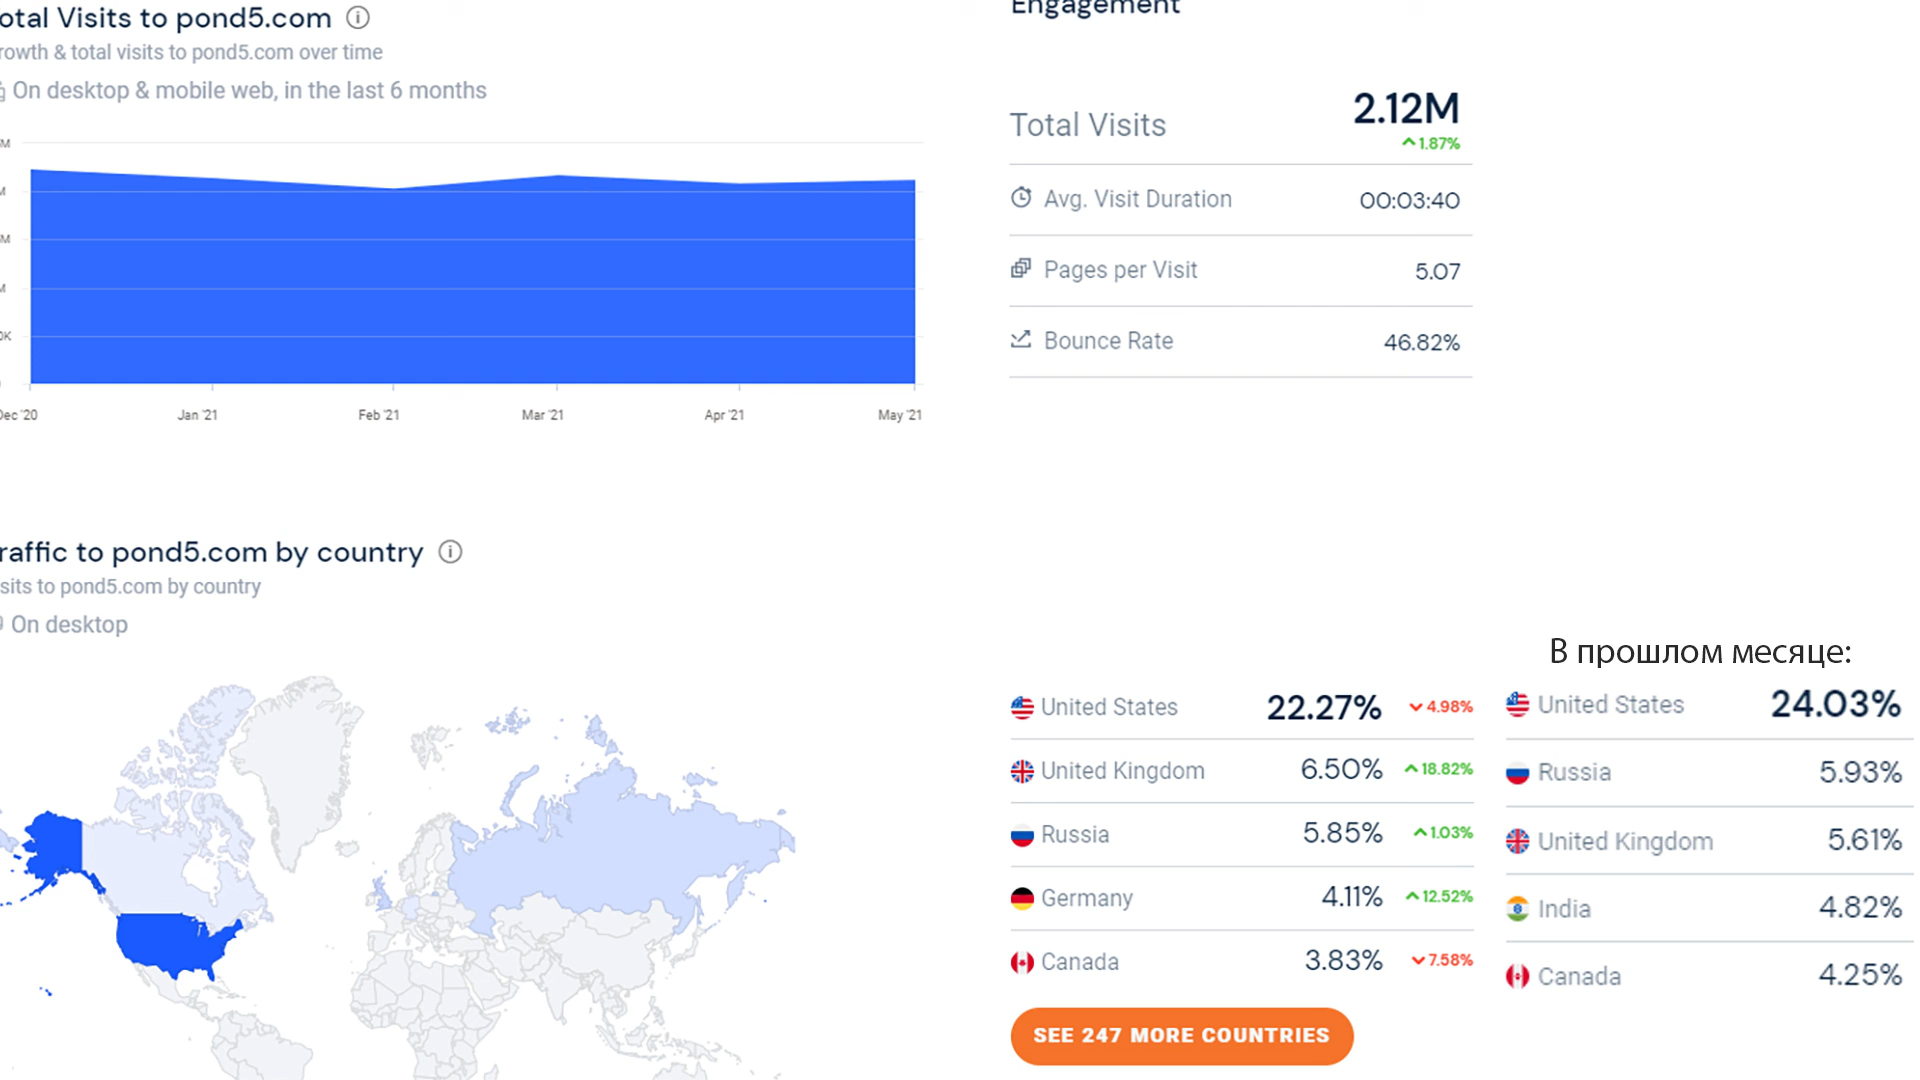 otal Visits to pond5.com
rowth & total visits to pond5.com over time
On desktop & mobile web, in the last 6 months
M
M
M
M
0K
Dec '20
Jan '21
Feb '21
Mar '21
Apr '21
May '21
Engagement
Total Visits
2.12M
1.87%
Avg. Visit Duration
00:03:40
Pages per Visit
5.07
Bounce Rate
46.82%
raffic to pond5.com by country
isits to pond5.com by country
On desktop
United States 22.27% 4.98%
United Kingdom 6.50% 18.82%
Russia 5.85% 1.03%
Germany 4.11% 12.52%
Canada 3.83% 7.58%
SEE 247 MORE COUNTRIES
В прошлом месяце:
United States 24.03%
Russia 5.93%
United Kingdom 5.61%
India 4.82%
Canada 4.25%